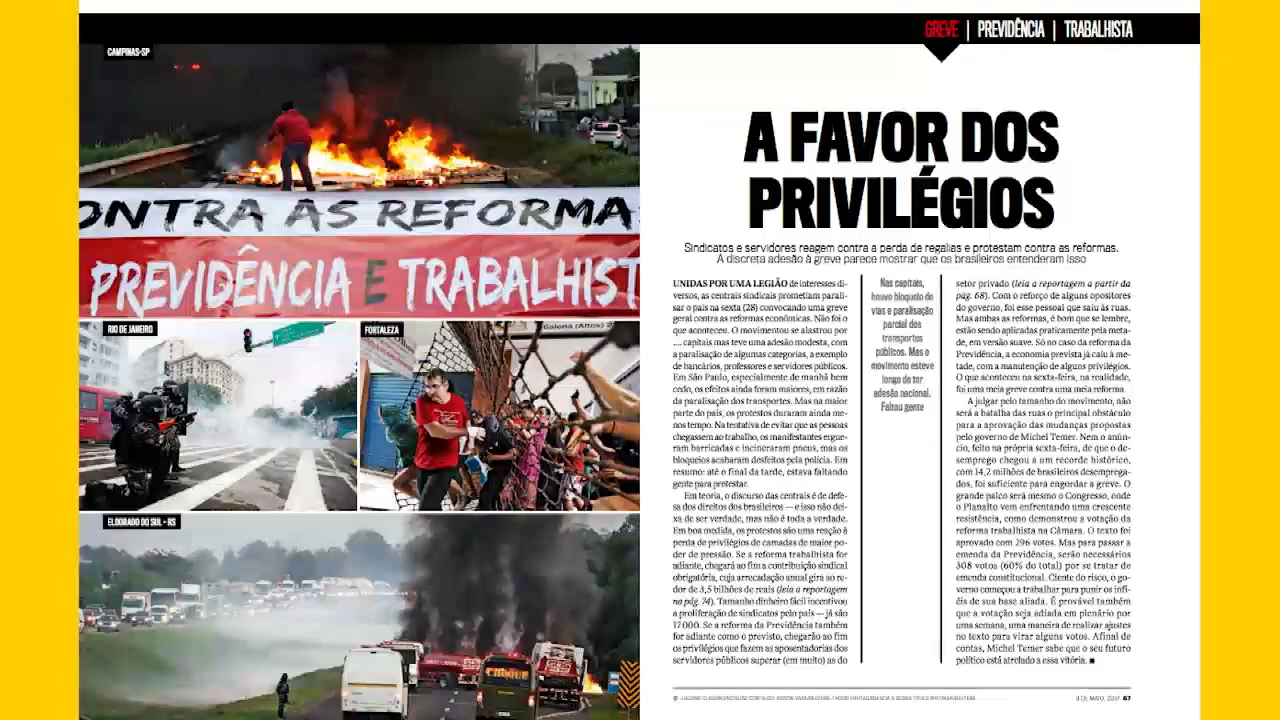 GREVE | PREVIDÊNCIA | TRABALHISTA
CAMPINAS-SP
ONTRA AS REFORMA
PREVIDÊNCIA E TRABALHIST
RIO DE JANEIRO
FORTALEZA
Galeria (Altos) 2
ELDORADO DO SUL - RS
CHOQUE
A FAVOR DOS
PRIVILÉGIOS
Sindicatos e servidores reagem contra a perda de regalias e protestam contra as reformas.
A discreta adesão à greve parece mostrar que os brasileiros entenderam isso
UNIDAS POR UMA LEGIÃO de interesses di-
versos, as centrais sindicais prometiam parali-
sar o país na sexta (28) convocando uma greve
geral contra as reformas econômicas. Não foi o
que aconteceu. O movimentou se alastrou por
.... capitais mas teve uma adesão modesta, com
a paralisação de algumas categorias, a exemplo
de bancários, professores e servidores públicos.
Em São Paulo, especialmente de manhã bem
cedo, os efeitos ainda foram maiores, em razão
da paralisação dos transportes. Mas na maior
parte do país, os protestos duraram ainda me-
nos tempo. Na tentativa de evitar que as pessoas
chegassem ao trabalho, os manifestantes ergue-
ram barricadas e incineraram pneus, mas os
bloqueios acabaram desfeitos pela polícia. Em
resumo: até o final da tarde, estava faltando
gente para protestar.
Em teoria, o discurso das centrais é de defe-
sa dos direitos dos brasileiros — e isso não dei-
xa de ser verdade, mas não é toda a verdade.
Em boa medida, os protestos são uma reação à
perda de privilégios de camadas de maior po-
der de pressão. Se a reforma trabalhista for
adiante, chegará ao fim a contribuição sindical
obrigatória, cuja arrecadação anual gira ao re-
dor de 3,5 bilhões de reais (leia a reportagem
na pág. 74). Tamanho dinheiro fácil incentivou
a proliferação de sindicatos pelo país — já são
17 000. Se a reforma da Previdência também
for adiante como o previsto, chegarão ao fim
os privilégios que fazem as aposentadorias dos
servidores públicos superar (em muito) as do
Nas capitais,
houve bloqueio de
vias e paralisação
parcial dos
transportes
públicos. Mas o
movimento esteve
longe de ter
adesão nacional.
Faltou gente
setor privado (leia a reportagem a partir da
pág. 68). Com o reforço de alguns opositores
do governo, foi esse pessoal que saiu às ruas.
Mas ambas as reformas, é bom que se lembre,
estão sendo aplicadas praticamente pela meta-
de, em versão suave. Só no caso da reforma da
Previdência, a economia prevista já caiu à me-
tade, com a manutenção de alguns privilégios.
O que aconteceu na sexta-feira, na realidade,
foi uma meia greve contra uma meia reforma.
A julgar pelo tamanho do movimento, não
será a batalha das ruas o principal obstáculo
para a aprovação das mudanças propostas
pelo governo de Michel Temer. Nem o anún-
cio, feito na própria sexta-feira, de que o de-
semprego chegou a um recorde histórico,
com 14,2 milhões de brasileiros desemprega-
dos, foi suficiente para engordar a greve. O
grande palco será mesmo o Congresso, onde
o Planalto vem enfrentando uma crescente
resistência, como demonstrou a votação da
reforma trabalhista na Câmara. O texto foi
aprovado com 296 votos. Mas para passar a
emenda da Previdência, serão necessários
308 votos (60% do total) por se tratar de
emenda constitucional. Ciente do risco, o go-
verno começou a trabalhar para punir os infi-
éis de sua base aliada. É provável também
que a votação seja adiada em plenário por
uma semana, uma maneira de realizar ajustes
no texto para virar alguns votos. Afinal de
contas, Michel Temer sabe que o seu futuro
político está atrelado a essa vitória. ■
3 DE MAIO, 2017 67